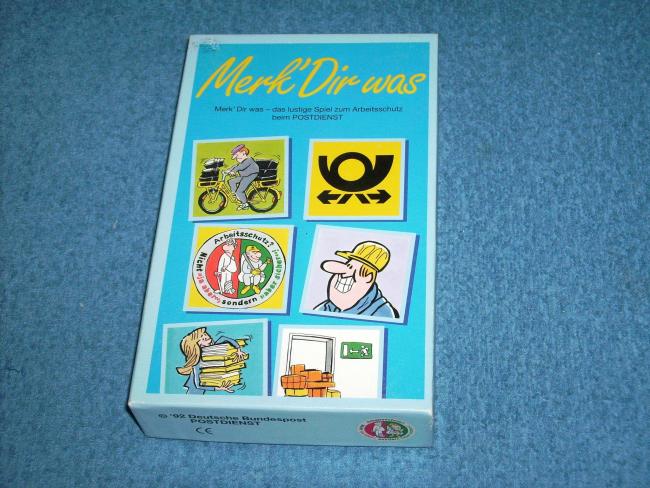 Merk' Dir was
Merk' Dir was – das lustige Spiel zum Arbeitsschutz
beim POSTDIENST
Arbeitsschutz?
Nicht
sondern
© '92 Deutsche Bundespost
POSTDIENST
CE